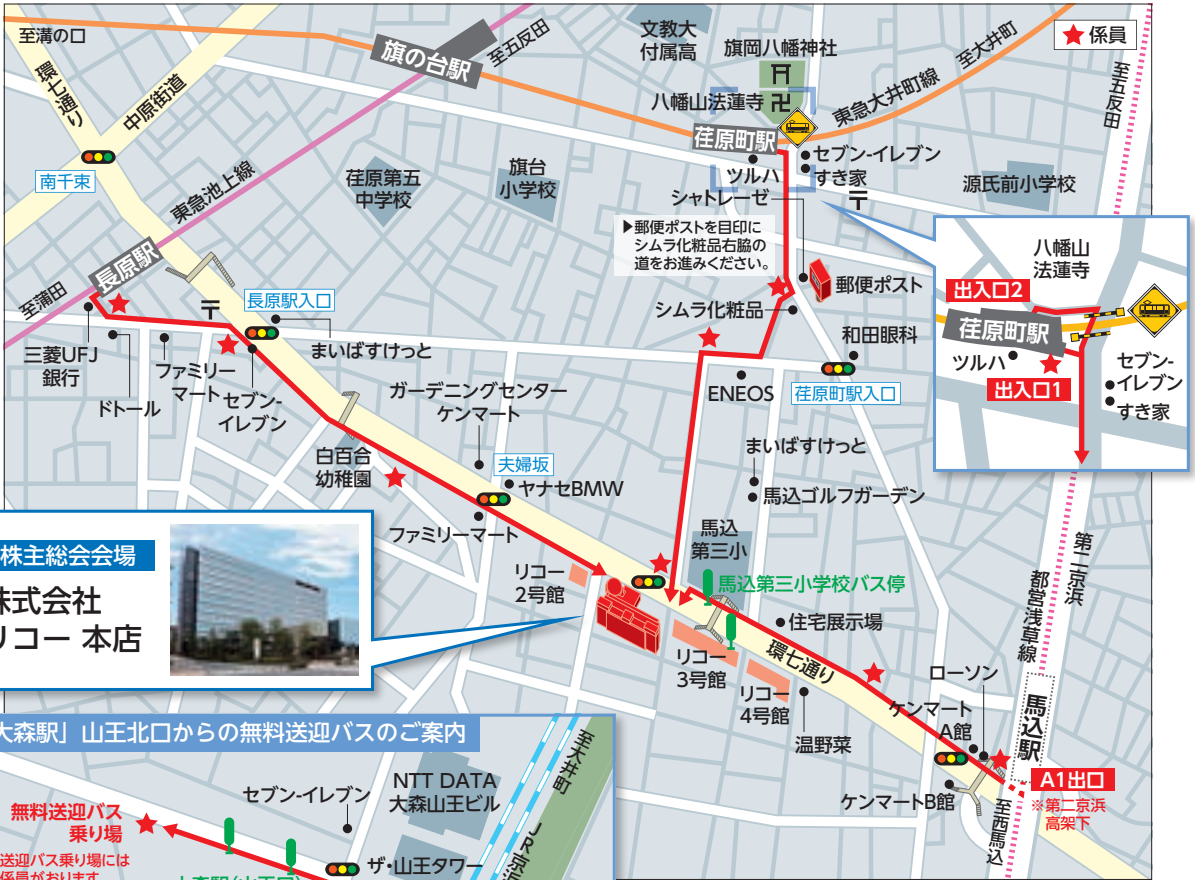 至溝の口
環七通り
中原街道
南千束
旗の台駅
至五反田
文教大
付属高
旗岡八幡神社
八幡山法蓮寺
荏原町駅
東急大井町線
至大井町
★係員
至五反田
東急池上線
荏原第五
中学校
旗台
小学校
ツルハ
セブン-イレブン
すき家
シャトレーゼ
〒
源氏前小学校
▶郵便ポストを目印に
シムラ化粧品右脇の
道をお進みください。
郵便ポスト
シムラ化粧品
和田眼科
荏原町駅入口
ENEOS
八幡山
法蓮寺
出入口2
荏原町駅
ツルハ
出入口1
セブン-
イレブン
すき家
長原駅
至蒲田
〒
長原駅入口
まいばすけっと
三菱UFJ
銀行
ドトール
ファミリー
マート
セブン-
イレブン
白百合
幼稚園
ガーデニングセンター
ケンマート
夫婦坂
ヤナセBMW
ファミリーマート
まいばすけっと
馬込ゴルフガーデン
馬込
第三小
馬込第三小学校バス停
リコー
2号館
住宅展示場
リコー
3号館
リコー
4号館
環七通り
温野菜
ローソン
ケンマート
A館
ケンマートB館
第二京浜
都営浅草線
馬込駅
A1出口
※第二京浜
高架下
至西馬込
株主総会会場
株式会社
リコー 本店
大森駅」山王北口からの無料送迎バスのご案内
無料送迎バス
乗り場
送迎バス乗り場には
係員がおります
セブン-イレブン
NTT DATA
大森山王ビル
ザ・山王タワー
至大井町
JR京浜